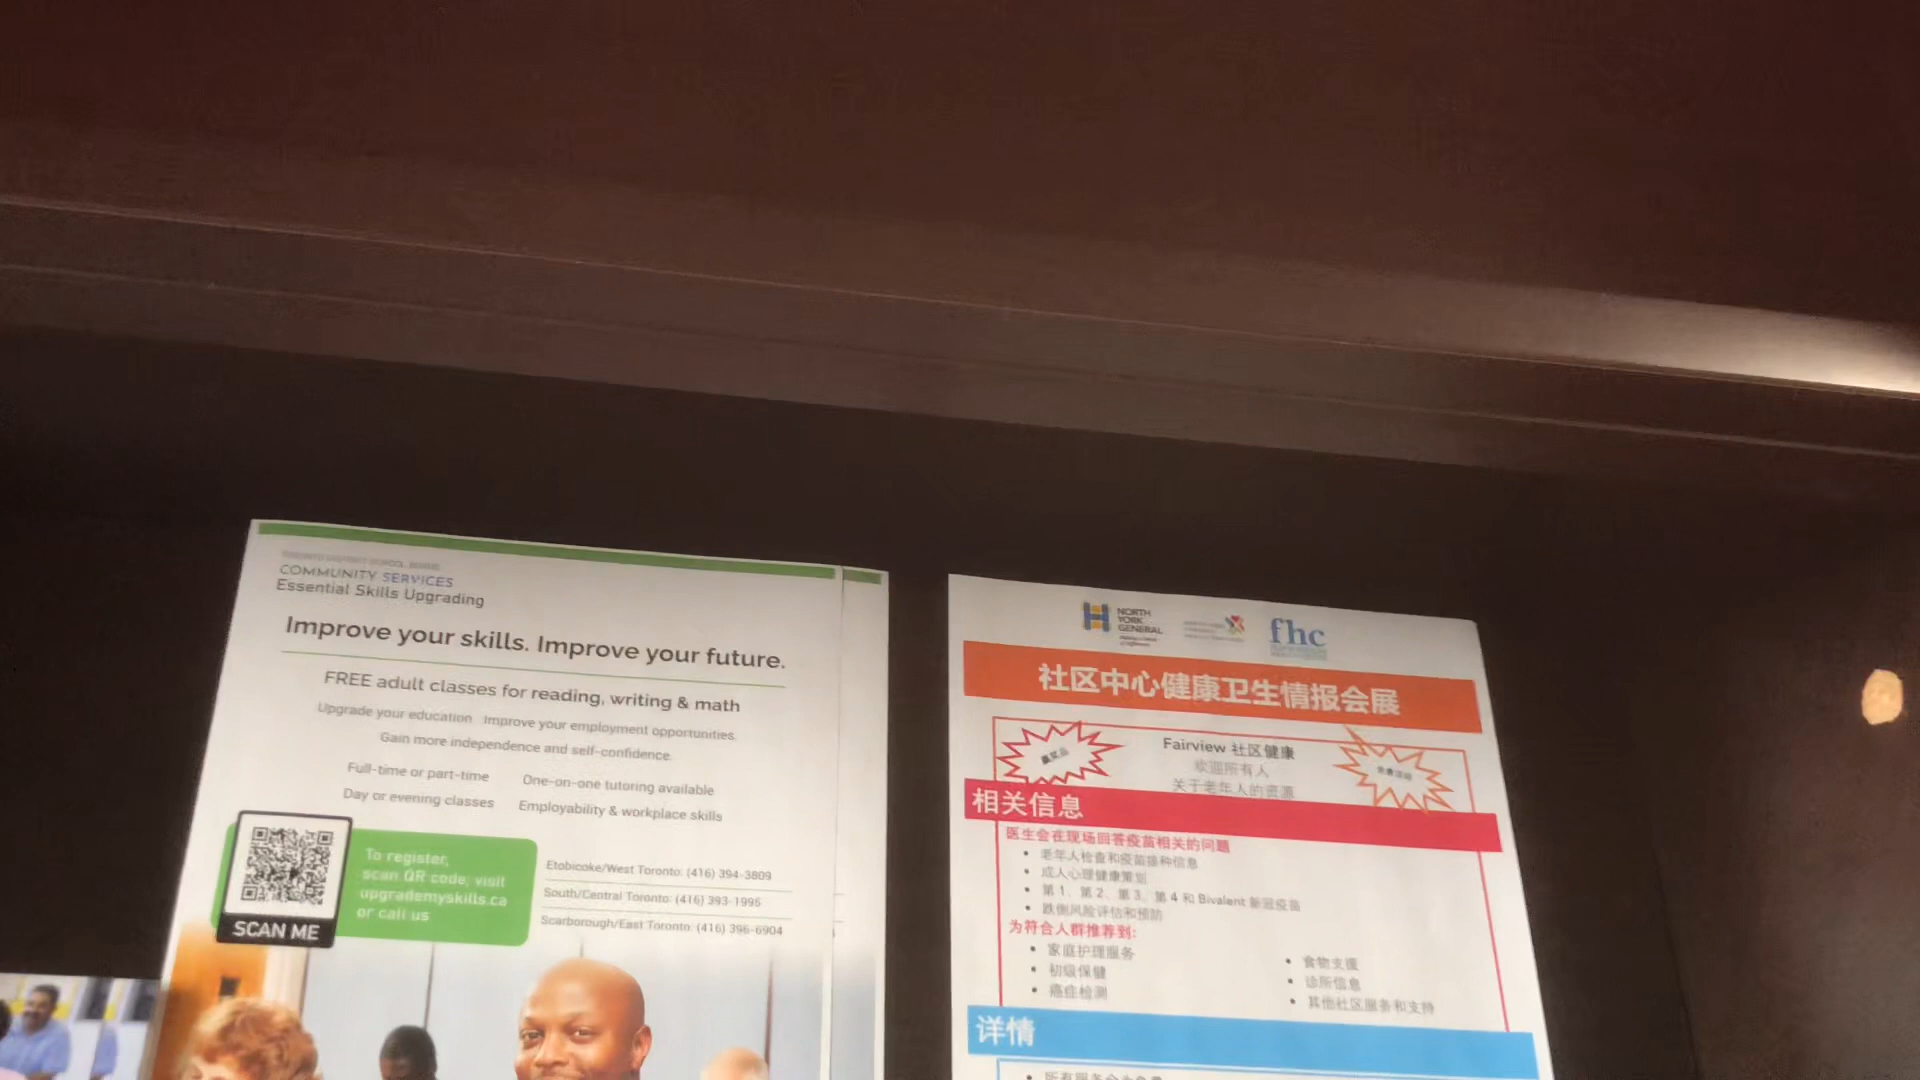 TORONTO DISTRICT SCHOOL BOARD
COMMUNITY SERVICES
Essential Skills Upgrading
Improve your skills. Improve your future.
FREE adult classes for reading, writing & math
Upgrade your education Improve your employment opportunities.
Gain more independence and self-confidence.
Full-time or part-time
One-on-one tutoring available
Day or evening classes
Employability & workplace skills
SCAN ME
To register,
scan QR code, visit
upgrademyskills.ca
or call us
Etobicoke/West Toronto: (416) 394-3809
South/Central Toronto: (416) 393-1995
Scarborough/East Toronto: (416) 396-6904
NORTH
YORK
GENERAL
fhc
社区中心健康卫生情报会展
赢奖品
Fairview 社区健康
欢迎所有人
关于老年人的资源
免费活动
相关信息
医生会在现场回答疫苗相关的问题
• 老年人检查和疫苗接种信息
• 成人心理健康策划
• 第 1、第 2、第 3、第 4 和 Bivalent 新冠疫苗
• 跌倒风险评估和预防
为符合人群推荐到:
• 家庭护理服务
• 初级保健
• 癌症检测
• 食物支援
• 诊所信息
• 其他社区服务和支持
详情